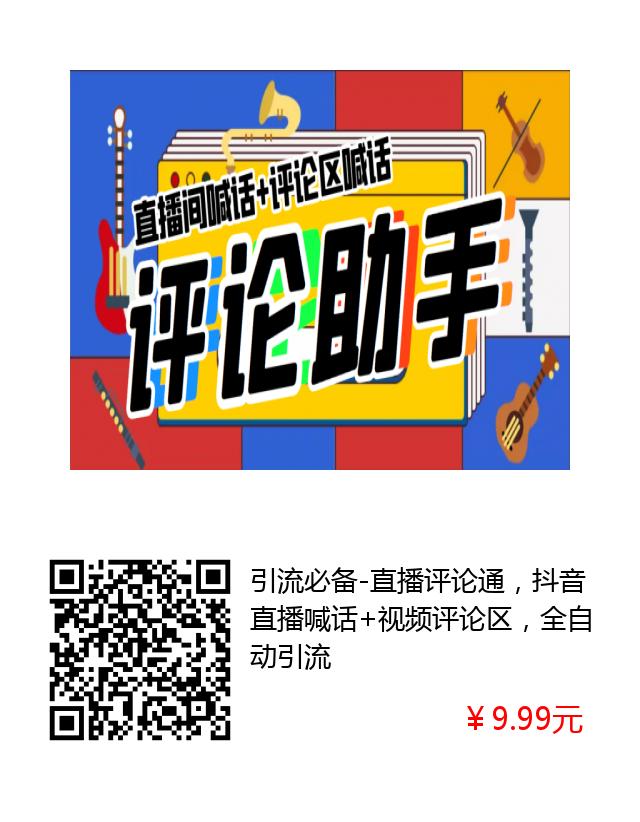 直播间喊话+评论区喊话
评论助手
引流必备-直播评论通，抖音
直播喊话+视频评论区，全自
动引流
￥9.99元